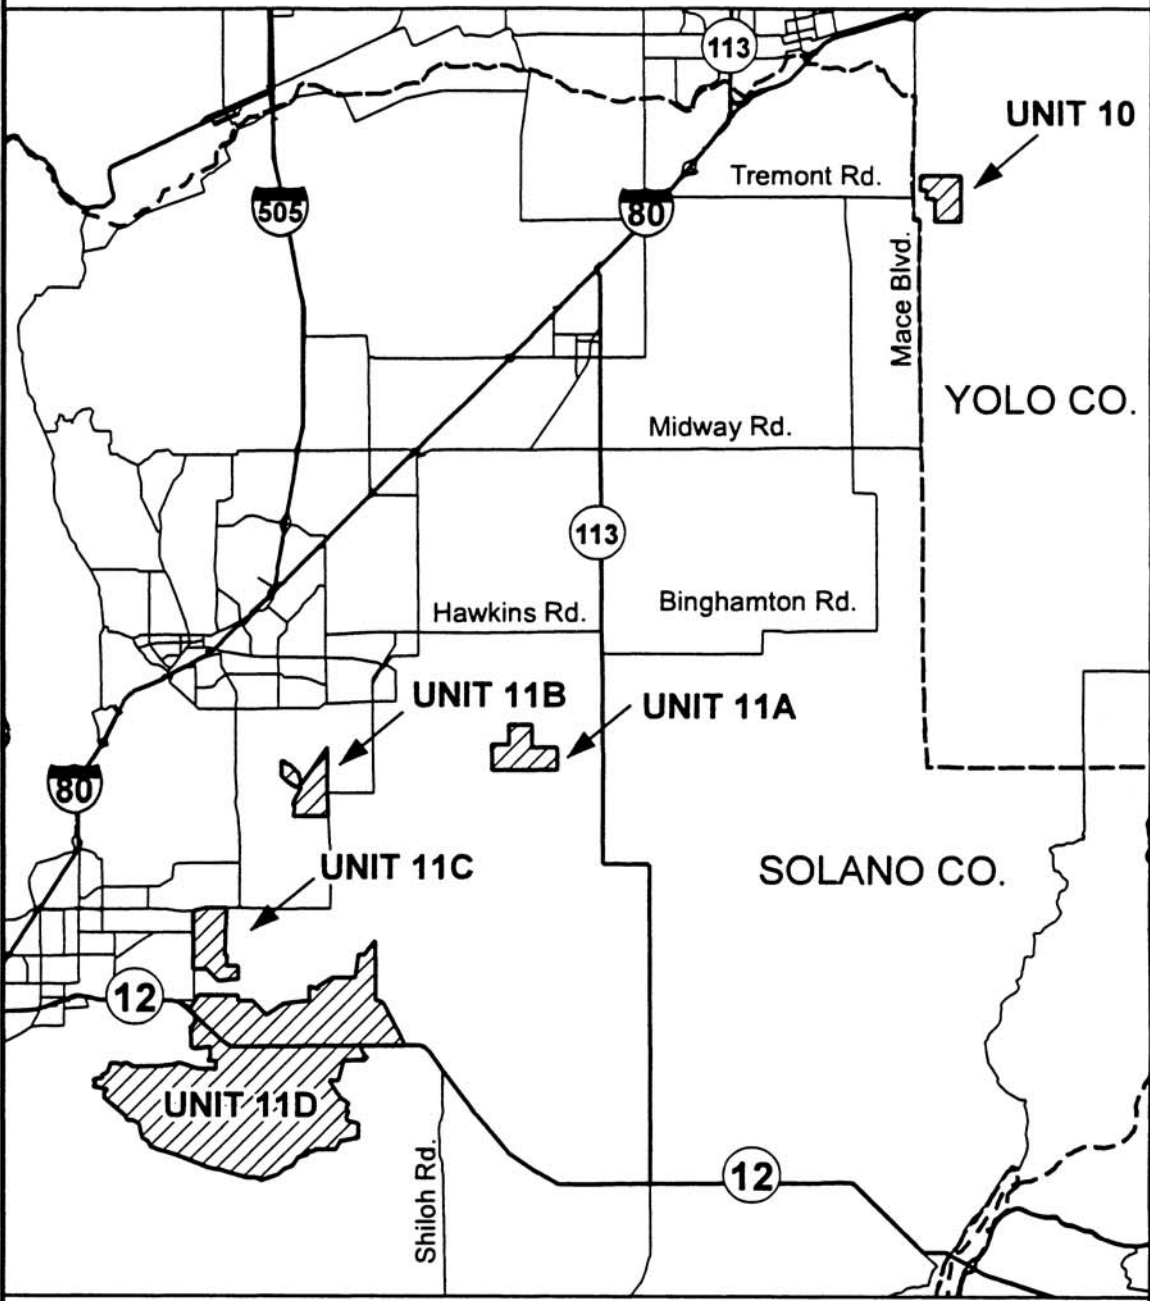 113
UNIT 10
Tremont Rd.
505
80
Mace Blvd.
YOLO CO.
Midway Rd.
113
Hawkins Rd.
Binghamton Rd.
UNIT 11B
UNIT 11A
80
UNIT 11C
SOLANO CO.
12
UNIT 11D
Shiloh Rd.
12